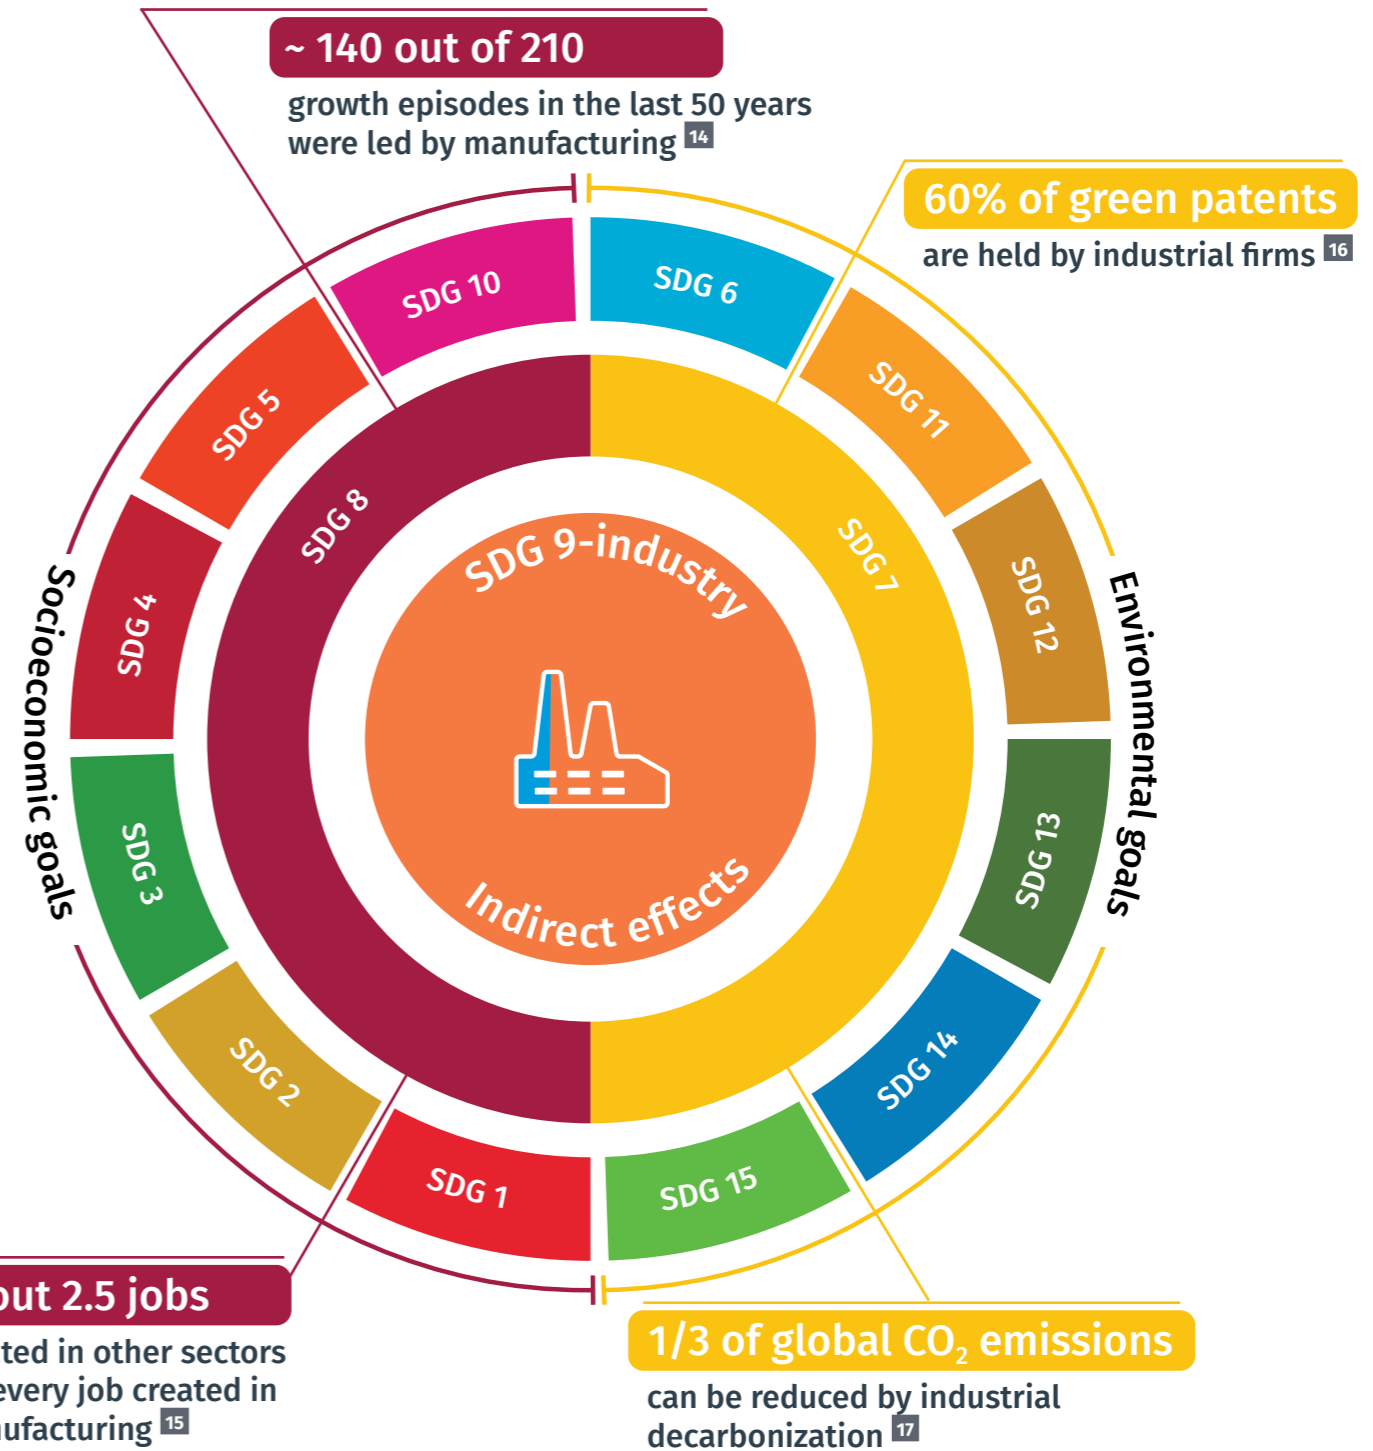 ~ 140 out of 210
growth episodes in the last 50 years
were led by manufacturing 14
60% of green patents
are held by industrial firms 16
SDG 10
SDG 6
SDG 5
SDG 11
SDG 8
SDG 7
SDG 9-industry
SDG 4
SDG 12
Socioeconomic goals
Environmental goals
SDG 3
SDG 13
Indirect effects
SDG 2
SDG 14
SDG 1
SDG 15
2.5 jobs
in other sectors
every job created in
15
1/3 of global CO₂ emissions
can be reduced by industrial
decarbonization 17